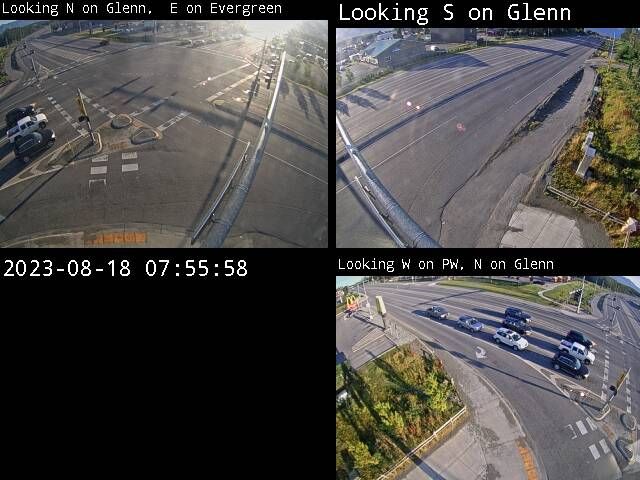 Looking N on Glenn,  E on Evergreen
Looking S on Glenn
2023-08-18 07:55:58
Looking W on PW, N on Glenn